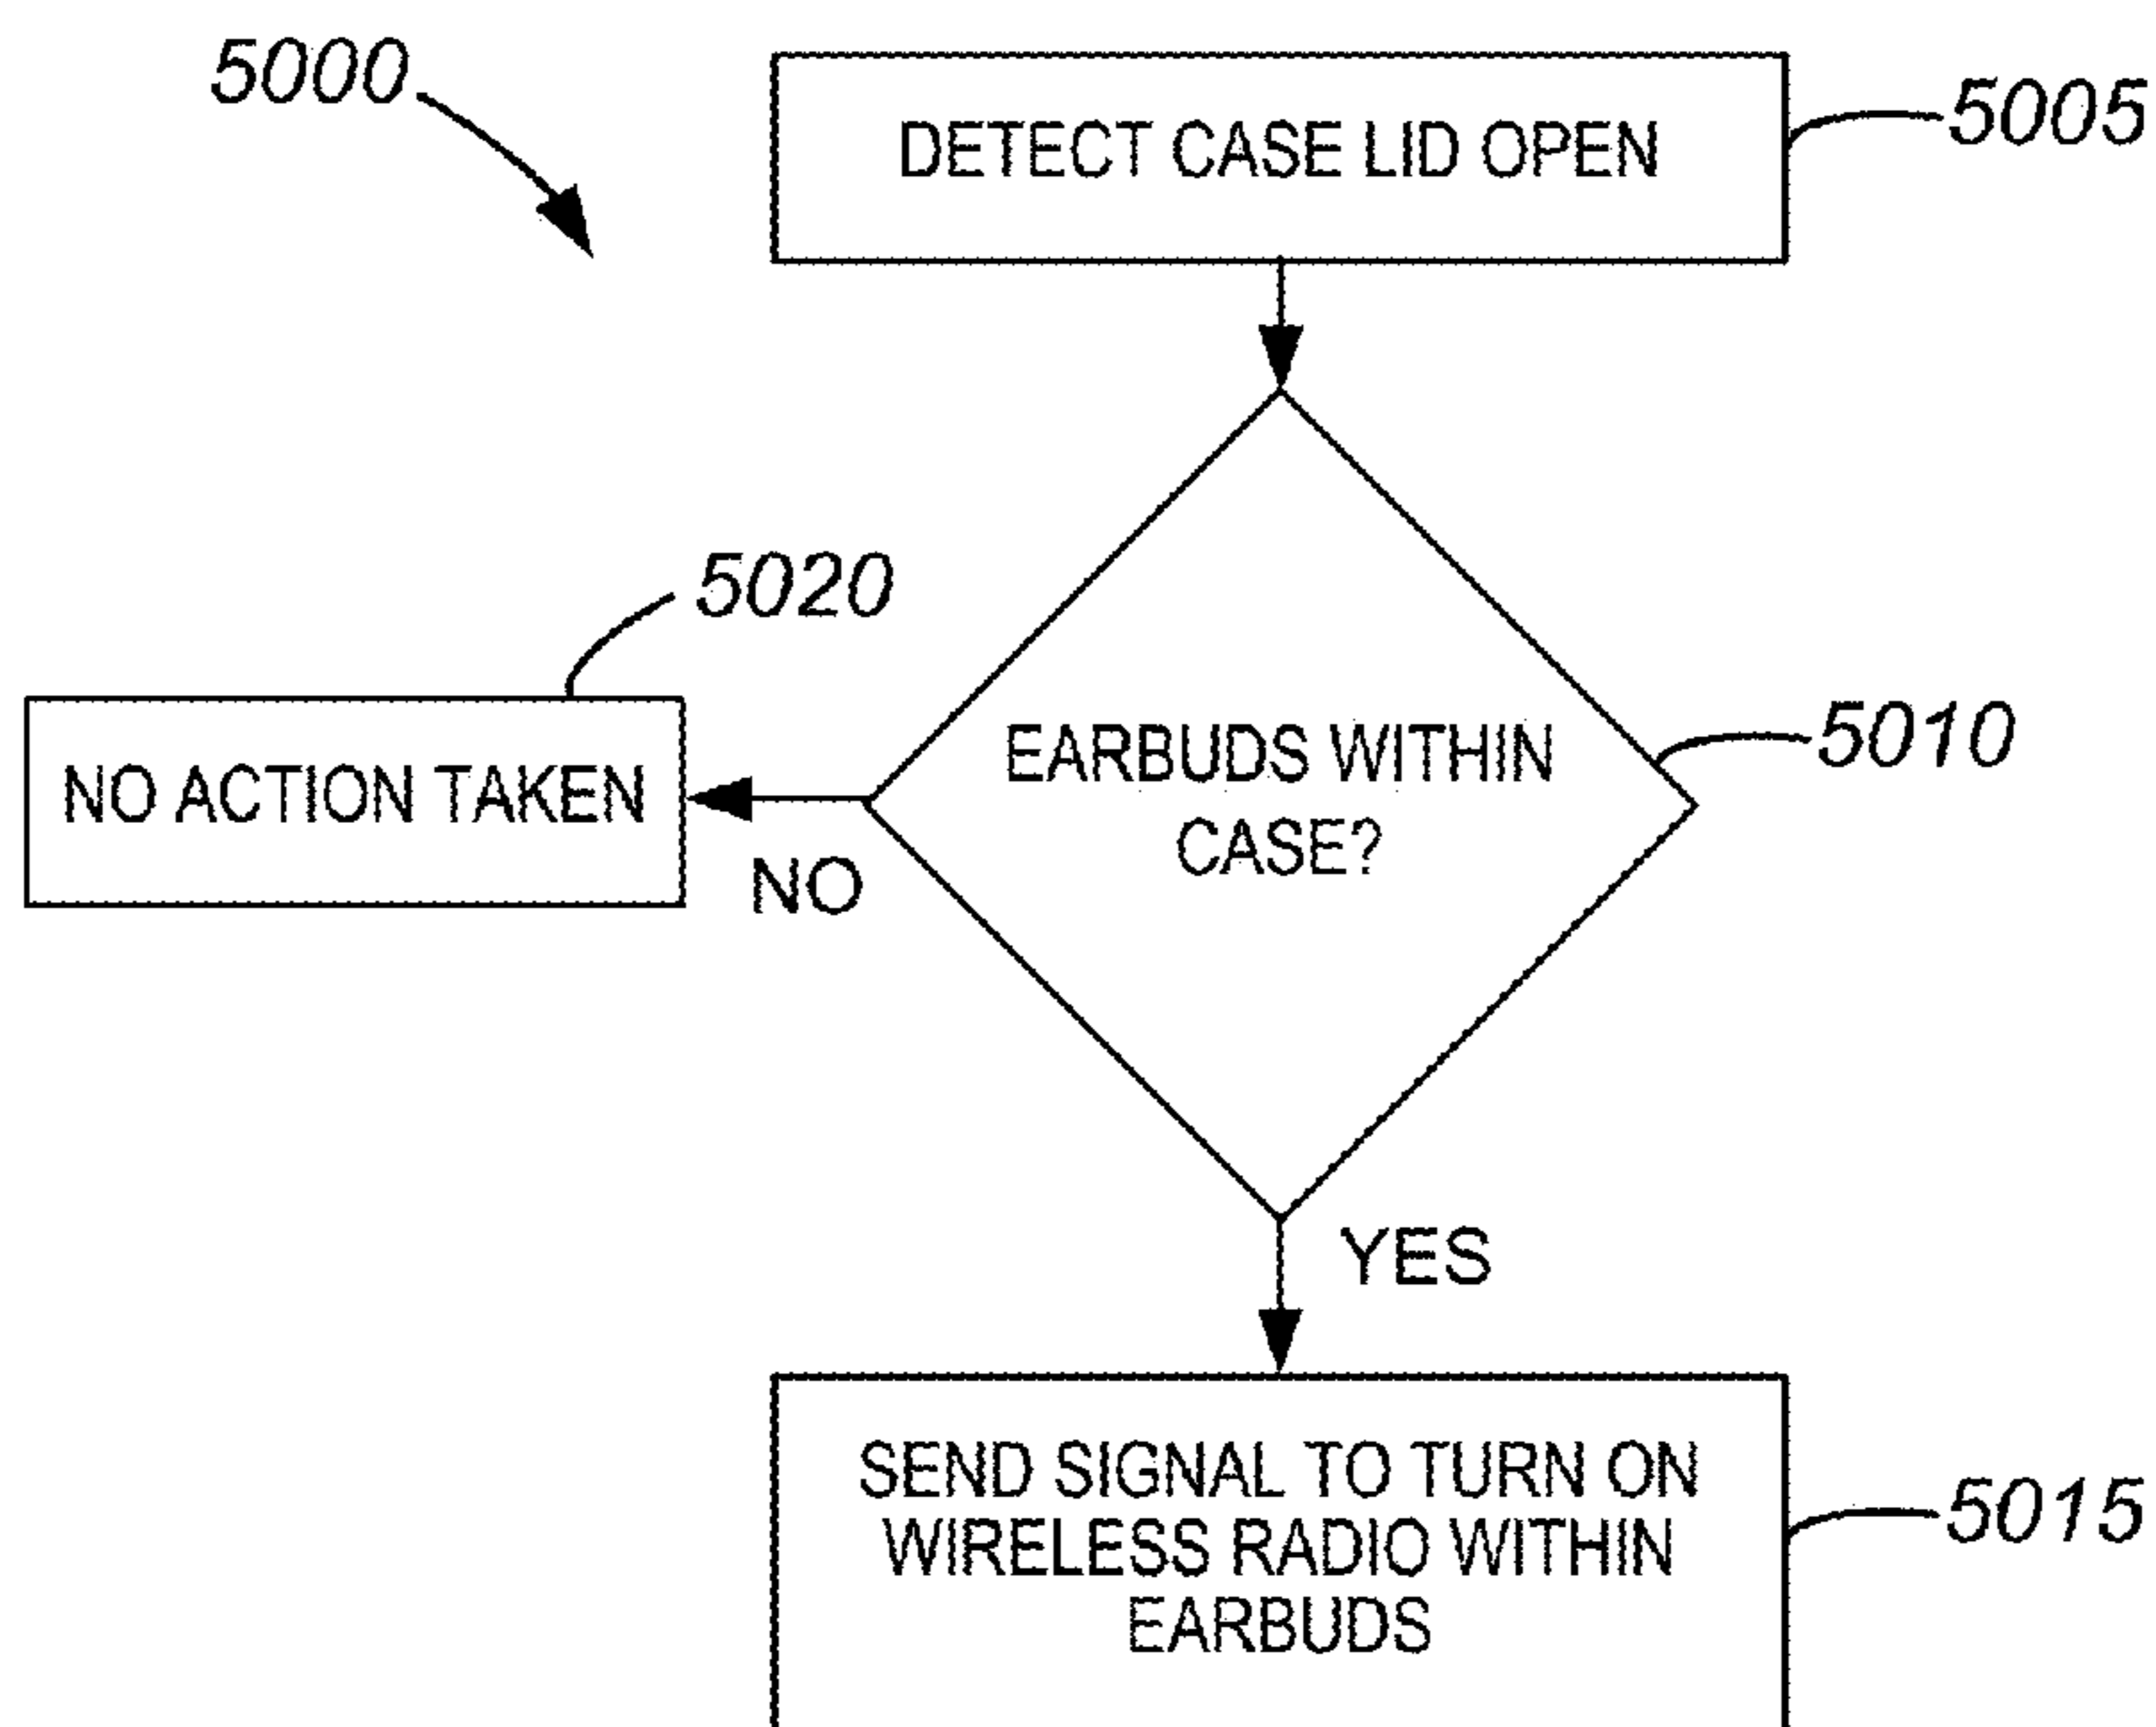 5000
DETECT CASE LID OPEN
5005
5020
EARBUDS WITHIN
CASE?
5010
NO ACTION TAKEN
NO
YES
SEND SIGNAL TO TURN ON
WIRELESS RADIO WITHIN
EARBUDS
5015